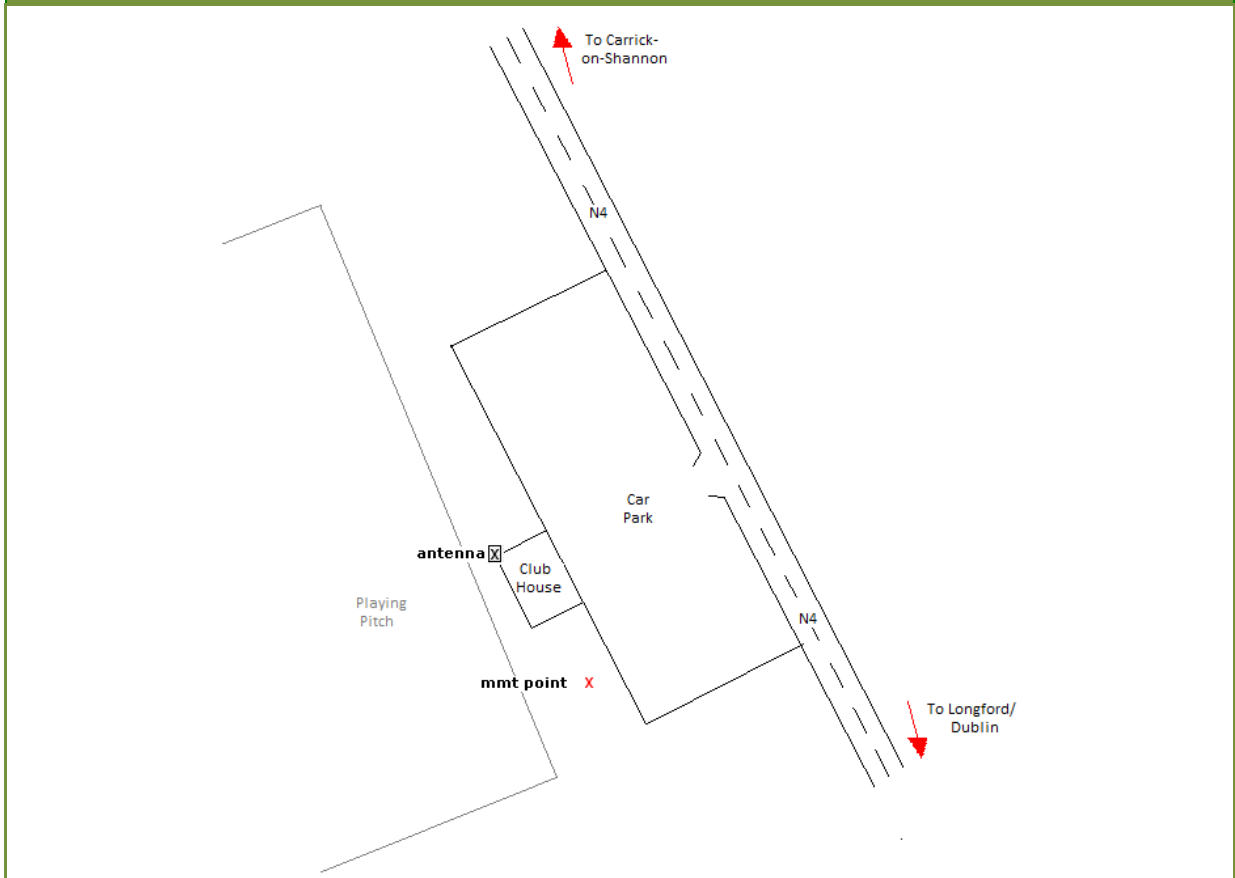 To Carrick-
on-Shannon
N4
Car
Park
antenna X
Club
House
Playing
Pitch
N4
mmt point X
To Longford/
Dublin